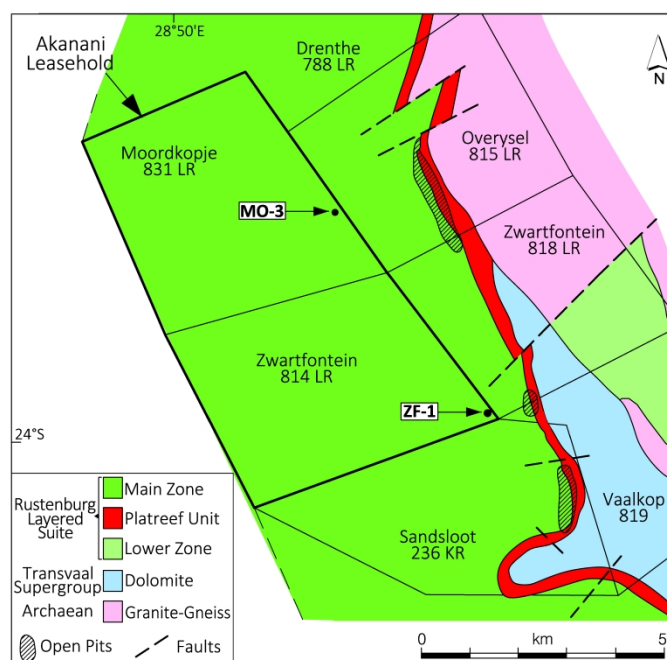 28°50'E
Akanani
Leasehold
Drenthe
788 LR
N
Moordkopje
831 LR
Overysel
815 LR
MO-3
Zwartfontein
818 LR
Zwartfontein
814 LR
ZF-1
24°S
Vaalkop
819
Sandsloot
236 KR
Rustenburg
Layered
Suite
Main Zone
Platreef Unit
Lower Zone
Transvaal
Supergroup
Dolomite
Archaean
Granite-Gneiss
Open Pits
Faults
0
km
5